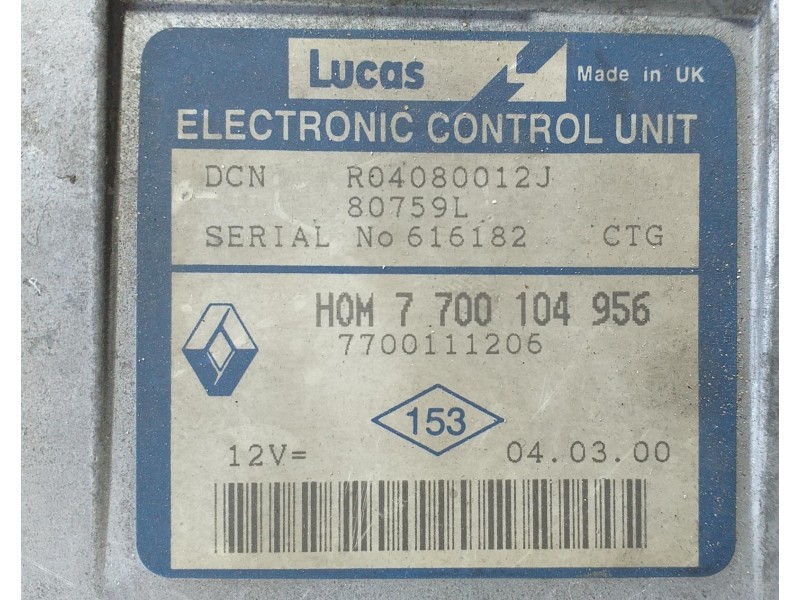 Lucas Made in UK
ELECTRONIC CONTROL UNIT
DCN R04080012J
80759L
SERIAL No 616182 CTG
HOM 7 700 104 956
7700111206
153
12V= 04.03.00